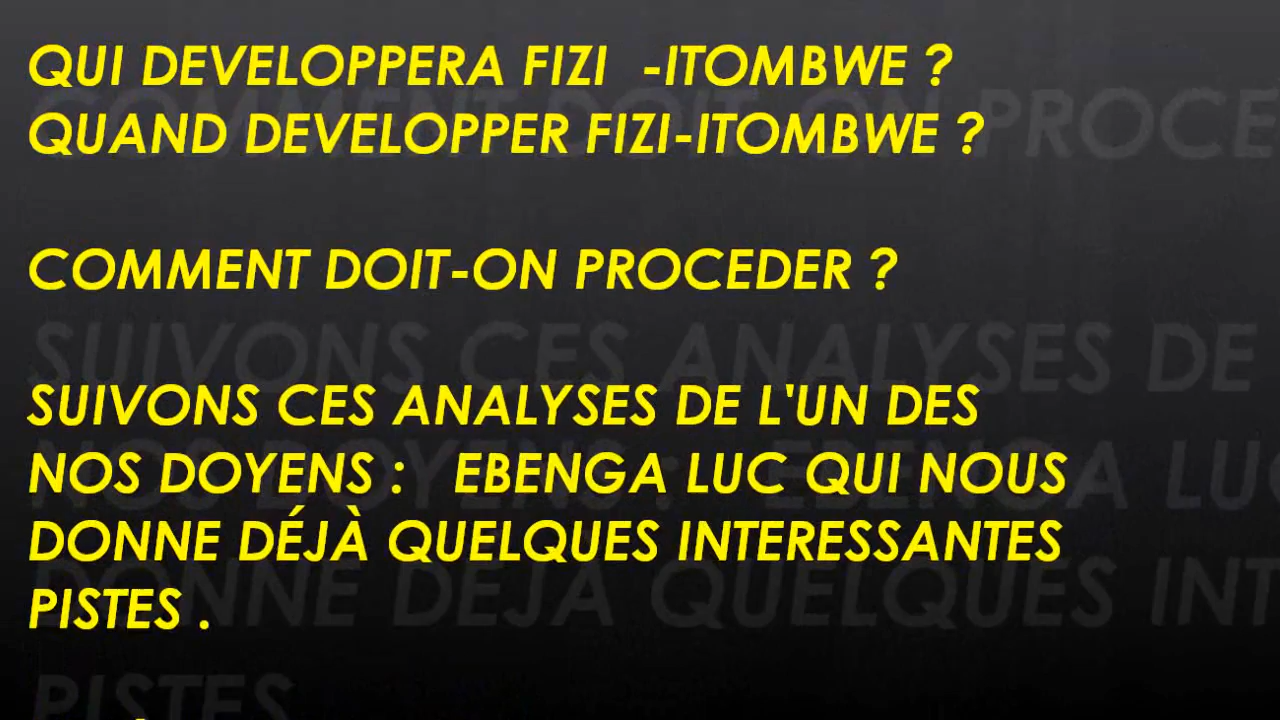 QUI DEVELOPPERA FIZI -ITOMBWE ?
QUAND DEVELOPPER FIZI-ITOMBWE ?
COMMENT DOIT-ON PROCEDER ?
SUIVONS CES ANALYSES DE L'UN DES
NOS DOYENS : EBENGA LUC QUI NOUS
DONNE DÉJÀ QUELQUES INTERESSANTES
PISTES .